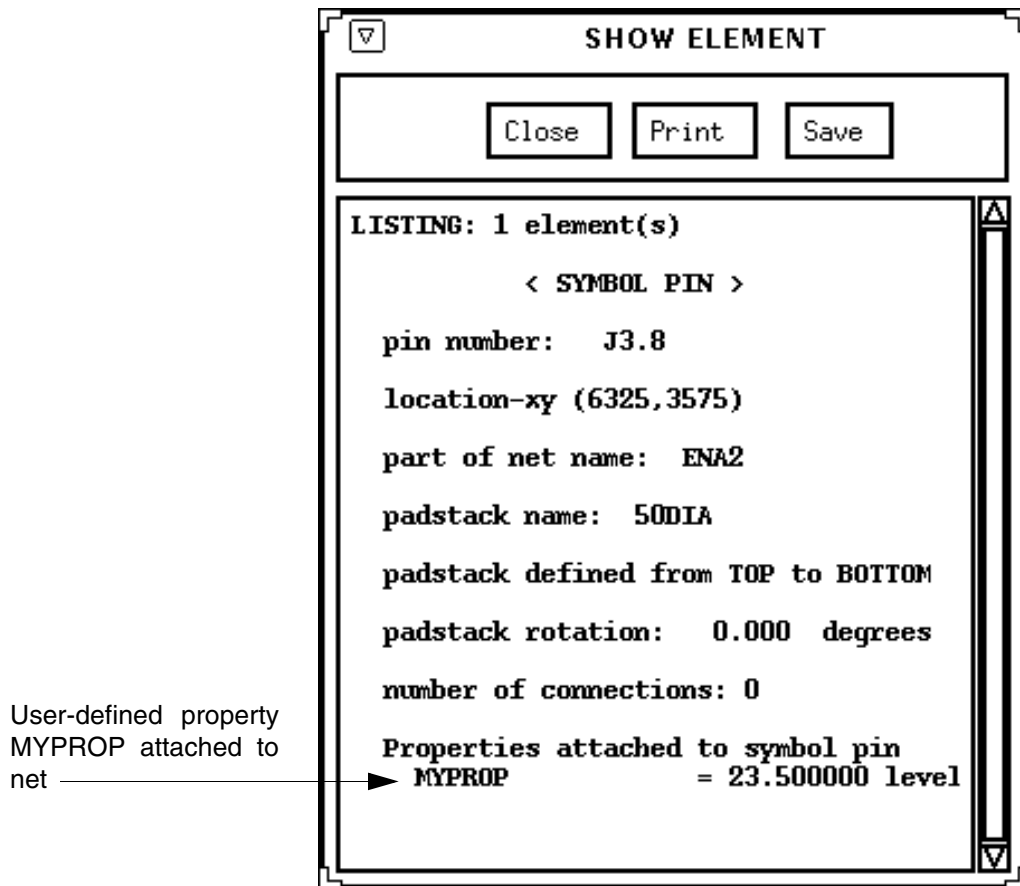 SHOW ELEMENT
Close Print Save
LISTING: 1 element(s)
< SYMBOL PIN >
pin number: J3.8
location-xy (6325,3575)
part of net name: ENA2
padstack name: 50DIA
padstack defined from TOP to BOTTOM
padstack rotation: 0.000 degrees
number of connections: 0
Properties attached to symbol pin
MYPROP = 23.500000 level
User-defined property
MYPROP attached to
net